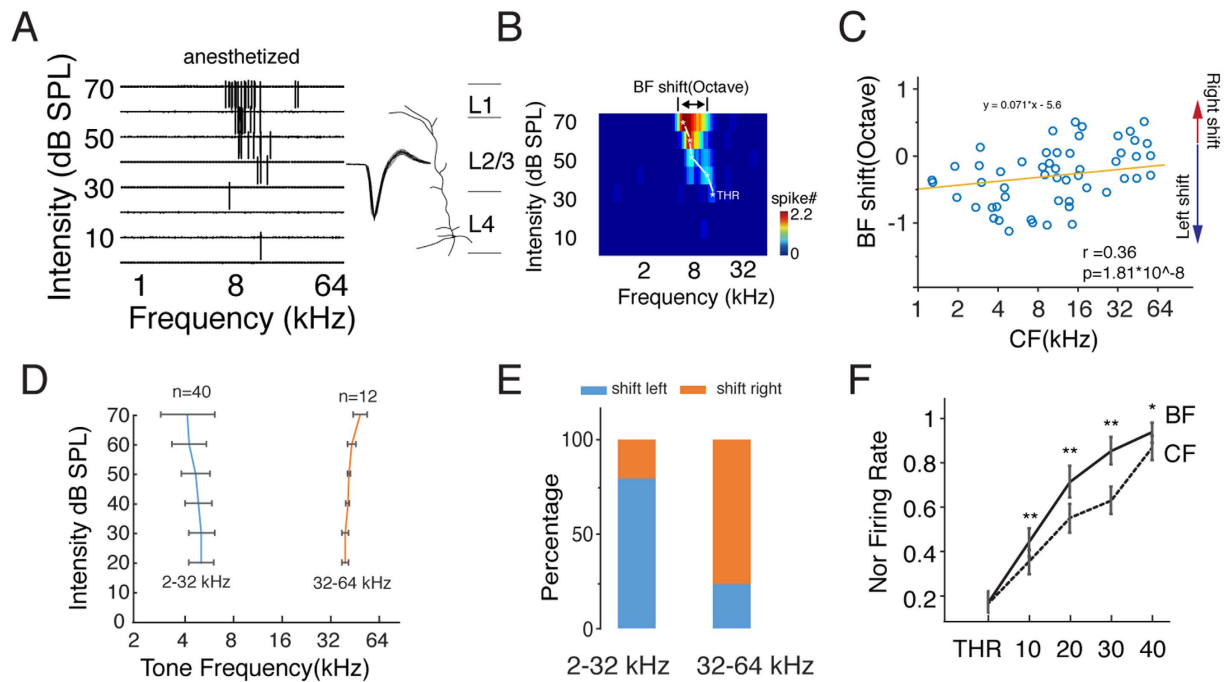 A
anesthetized
Intensity (dB SPL)
70
50
30
10
1 8 64
Frequency (kHz)
L1
L2/3
L4
B
BF shift(Octave)
Intensity (dB SPL)
70
50
30
10
THR
spike#
2.2
0
2 8 32
Frequency (kHz)
C
BF shift(Octave)
1
0
-1
y = 0.071*x - 5.6
r =0.36
p=1.81*10^-8
1 2 4 8 16 32 64
CF(kHz)
Right shift
Left shift
D
n=40
n=12
Intensity dB SPL)
70
60
50
40
30
20
10
0
2-32 kHz
32-64 kHz
2 4 8 16 32 64
Tone Frequency(kHz)
E
shift left shift right
Percentage
100
50
0
2-32 kHz 32-64 kHz
F
Nor Firing Rate
1
0.8
0.6
0.4
0.2
** ** ** *
BF
CF
THR 10 20 30 40